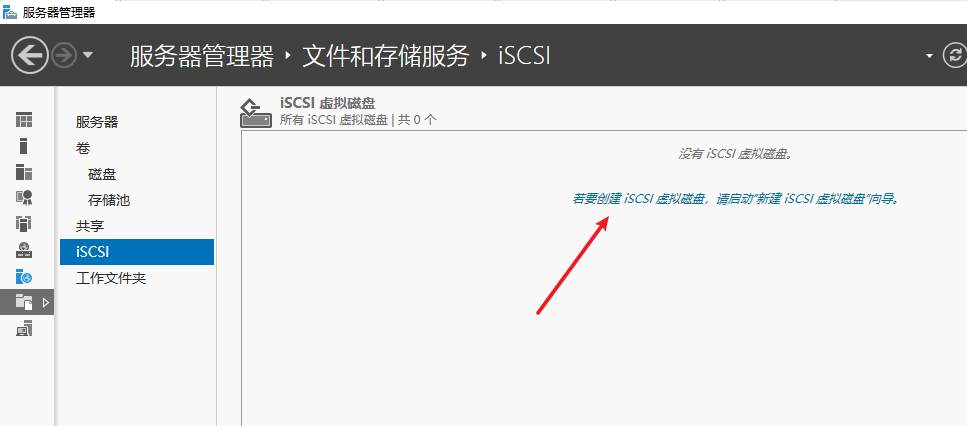 服务器管理器
服务器管理器 ‣ 文件和存储服务 ‣ iSCSI
服务器
卷
磁盘
存储池
共享
iSCSI
工作文件夹
iSCSI 虚拟磁盘
所有 iSCSI 虚拟磁盘 | 共 0 个
没有 iSCSI 虚拟磁盘。
若要创建 iSCSI 虚拟磁盘，请启动"新建 iSCSI 虚拟磁盘"向导。